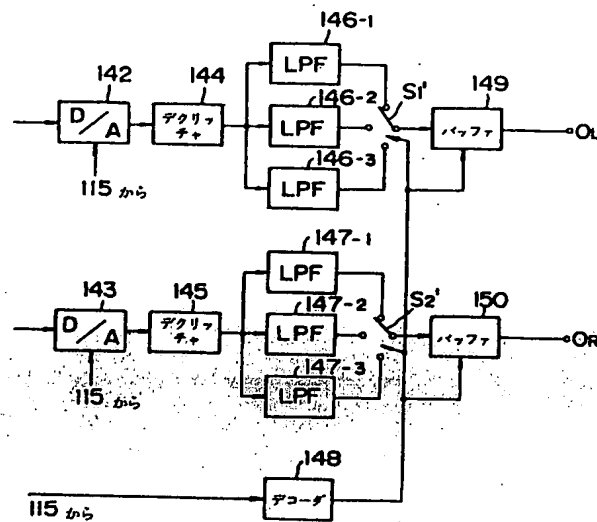 146-1
LPF
142
D/A
115 から
144
デクリッ
チャ
146-2
LPF
S1'
146-3
LPF
149
バッファ
OL
147-1
LPF
143
D/A
115 から
145
デクリッ
チャ
147-2
LPF
S2'
147-3
LPF
150
バッファ
OR
148
デコーダ
115 から